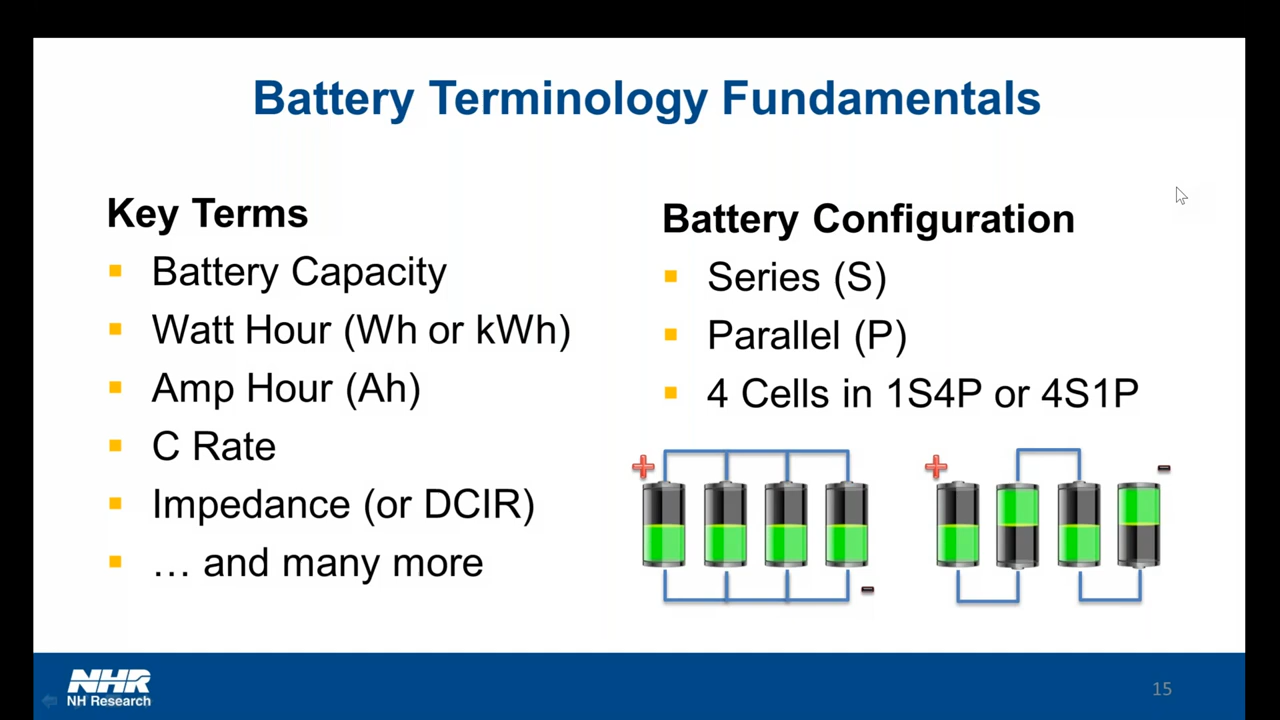 Battery Terminology Fundamentals
Key Terms
Battery Capacity
Watt Hour (Wh or kWh)
Amp Hour (Ah)
C Rate
Impedance (or DCIR)
… and many more
Battery Configuration
Series (S)
Parallel (P)
4 Cells in 1S4P or 4S1P
+
-
+
-
NHR
NH Research
15